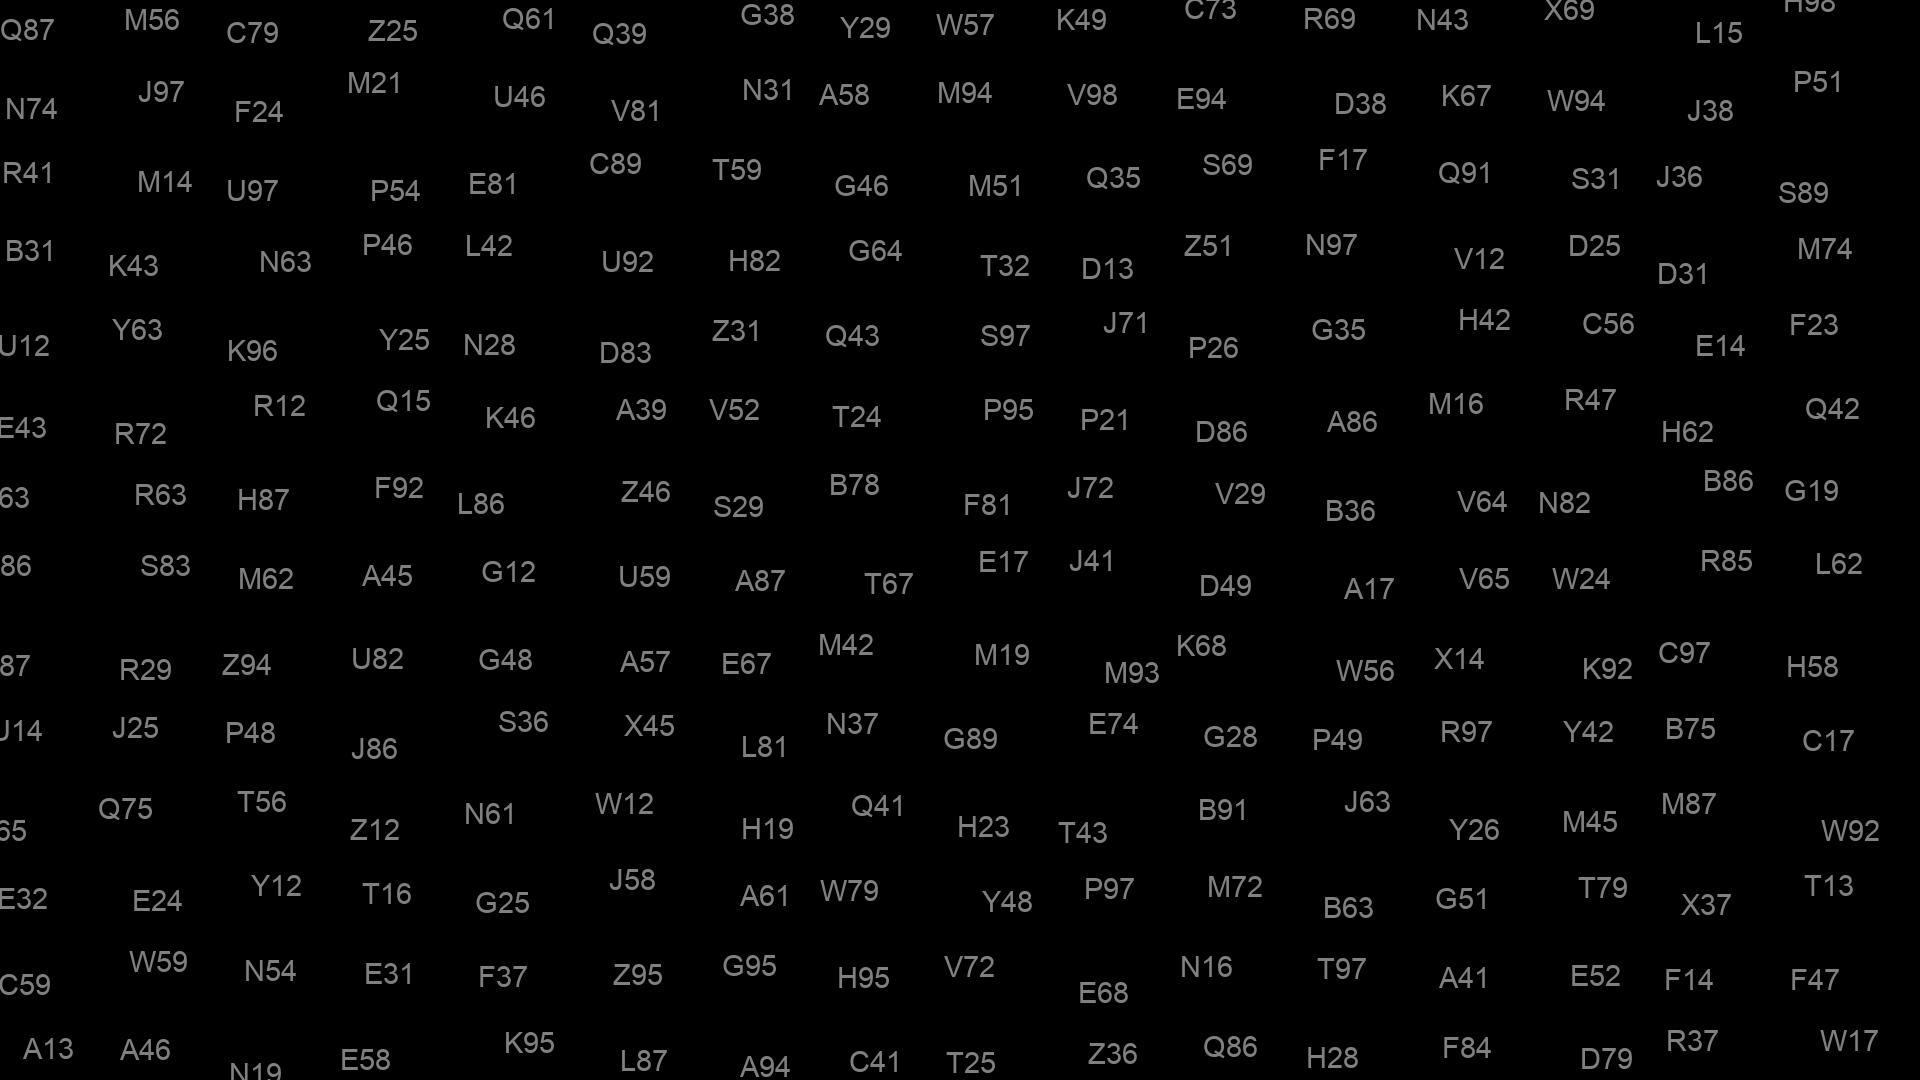 Q87 M56 C79 Z25 Q61 Q39 G38 Y29 W57 K49 C73 R69 N43 X69 L15 H98
N74 J97 F24 M21 U46 V81 N31 A58 M94 V98 E94 D38 K67 W94 J38 P51
R41 M14 U97 P54 E81 C89 T59 G46 M51 Q35 S69 F17 Q91 S31 J36 S89
B31 K43 N63 P46 L42 U92 H82 G64 T32 D13 Z51 N97 V12 D25 D31 M74
U12 Y63 K96 Y25 N28 D83 Z31 Q43 S97 J71 P26 G35 H42 C56 E14 F23
E43 R72 R12 Q15 K46 A39 V52 T24 P95 P21 D86 A86 M16 R47 H62 Q42
63 R63 H87 F92 L86 Z46 S29 B78 F81 J72 V29 B36 V64 N82 B86 G19
86 S83 M62 A45 G12 U59 A87 T67 E17 J41 D49 A17 V65 W24 R85 L62
87 R29 Z94 U82 G48 A57 E67 M42 M19 M93 K68 W56 X14 K92 C97 H58
J25 P48 J86 S36 X45 L81 N37 G89 E74 G28 P49 R97 Y42 B75 C17
65 Q75 T56 Z12 N61 W12 H19 Q41 H23 T43 B91 J63 Y26 M45 M87 W92
E32 E24 Y12 T16 G25 J58 A61 W79 Y48 P97 M72 B63 G51 T79 X37 T13
C59 W59 N54 E31 F37 Z95 G95 H95 V72 E68 N16 T97 A41 E52 F14 F47
A13 A46 N19 E58 K95 L87 A94 C41 T25 Z36 Q86 H28 F84 D79 R37 W17